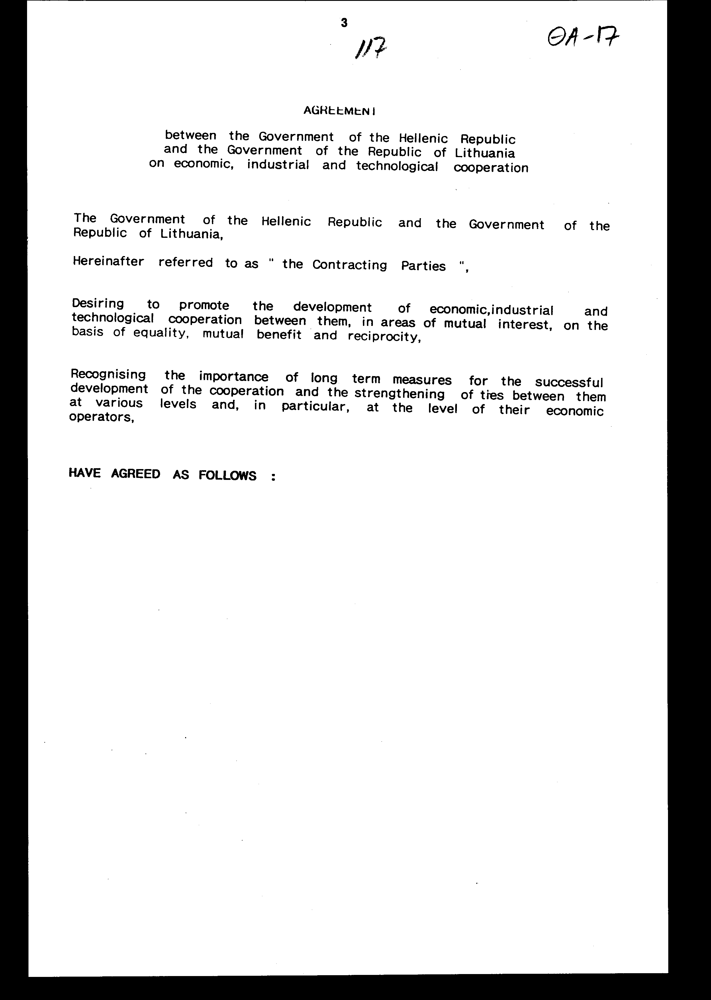 3
117
ΘΑ-17
AGREEMENT
between the Government of the Hellenic Republic
and the Government of the Republic of Lithuania
on economic, industrial and technological cooperation
The Government of the Hellenic Republic and the Government of the
Republic of Lithuania,
Hereinafter referred to as " the Contracting Parties ",
Desiring to promote the development of economic,industrial and
technological cooperation between them, in areas of mutual interest, on the
basis of equality, mutual benefit and reciprocity,
Recognising the importance of long term measures for the successful
development of the cooperation and the strengthening of ties between them
at various levels and, in particular, at the level of their economic
operators,
HAVE AGREED AS FOLLOWS :